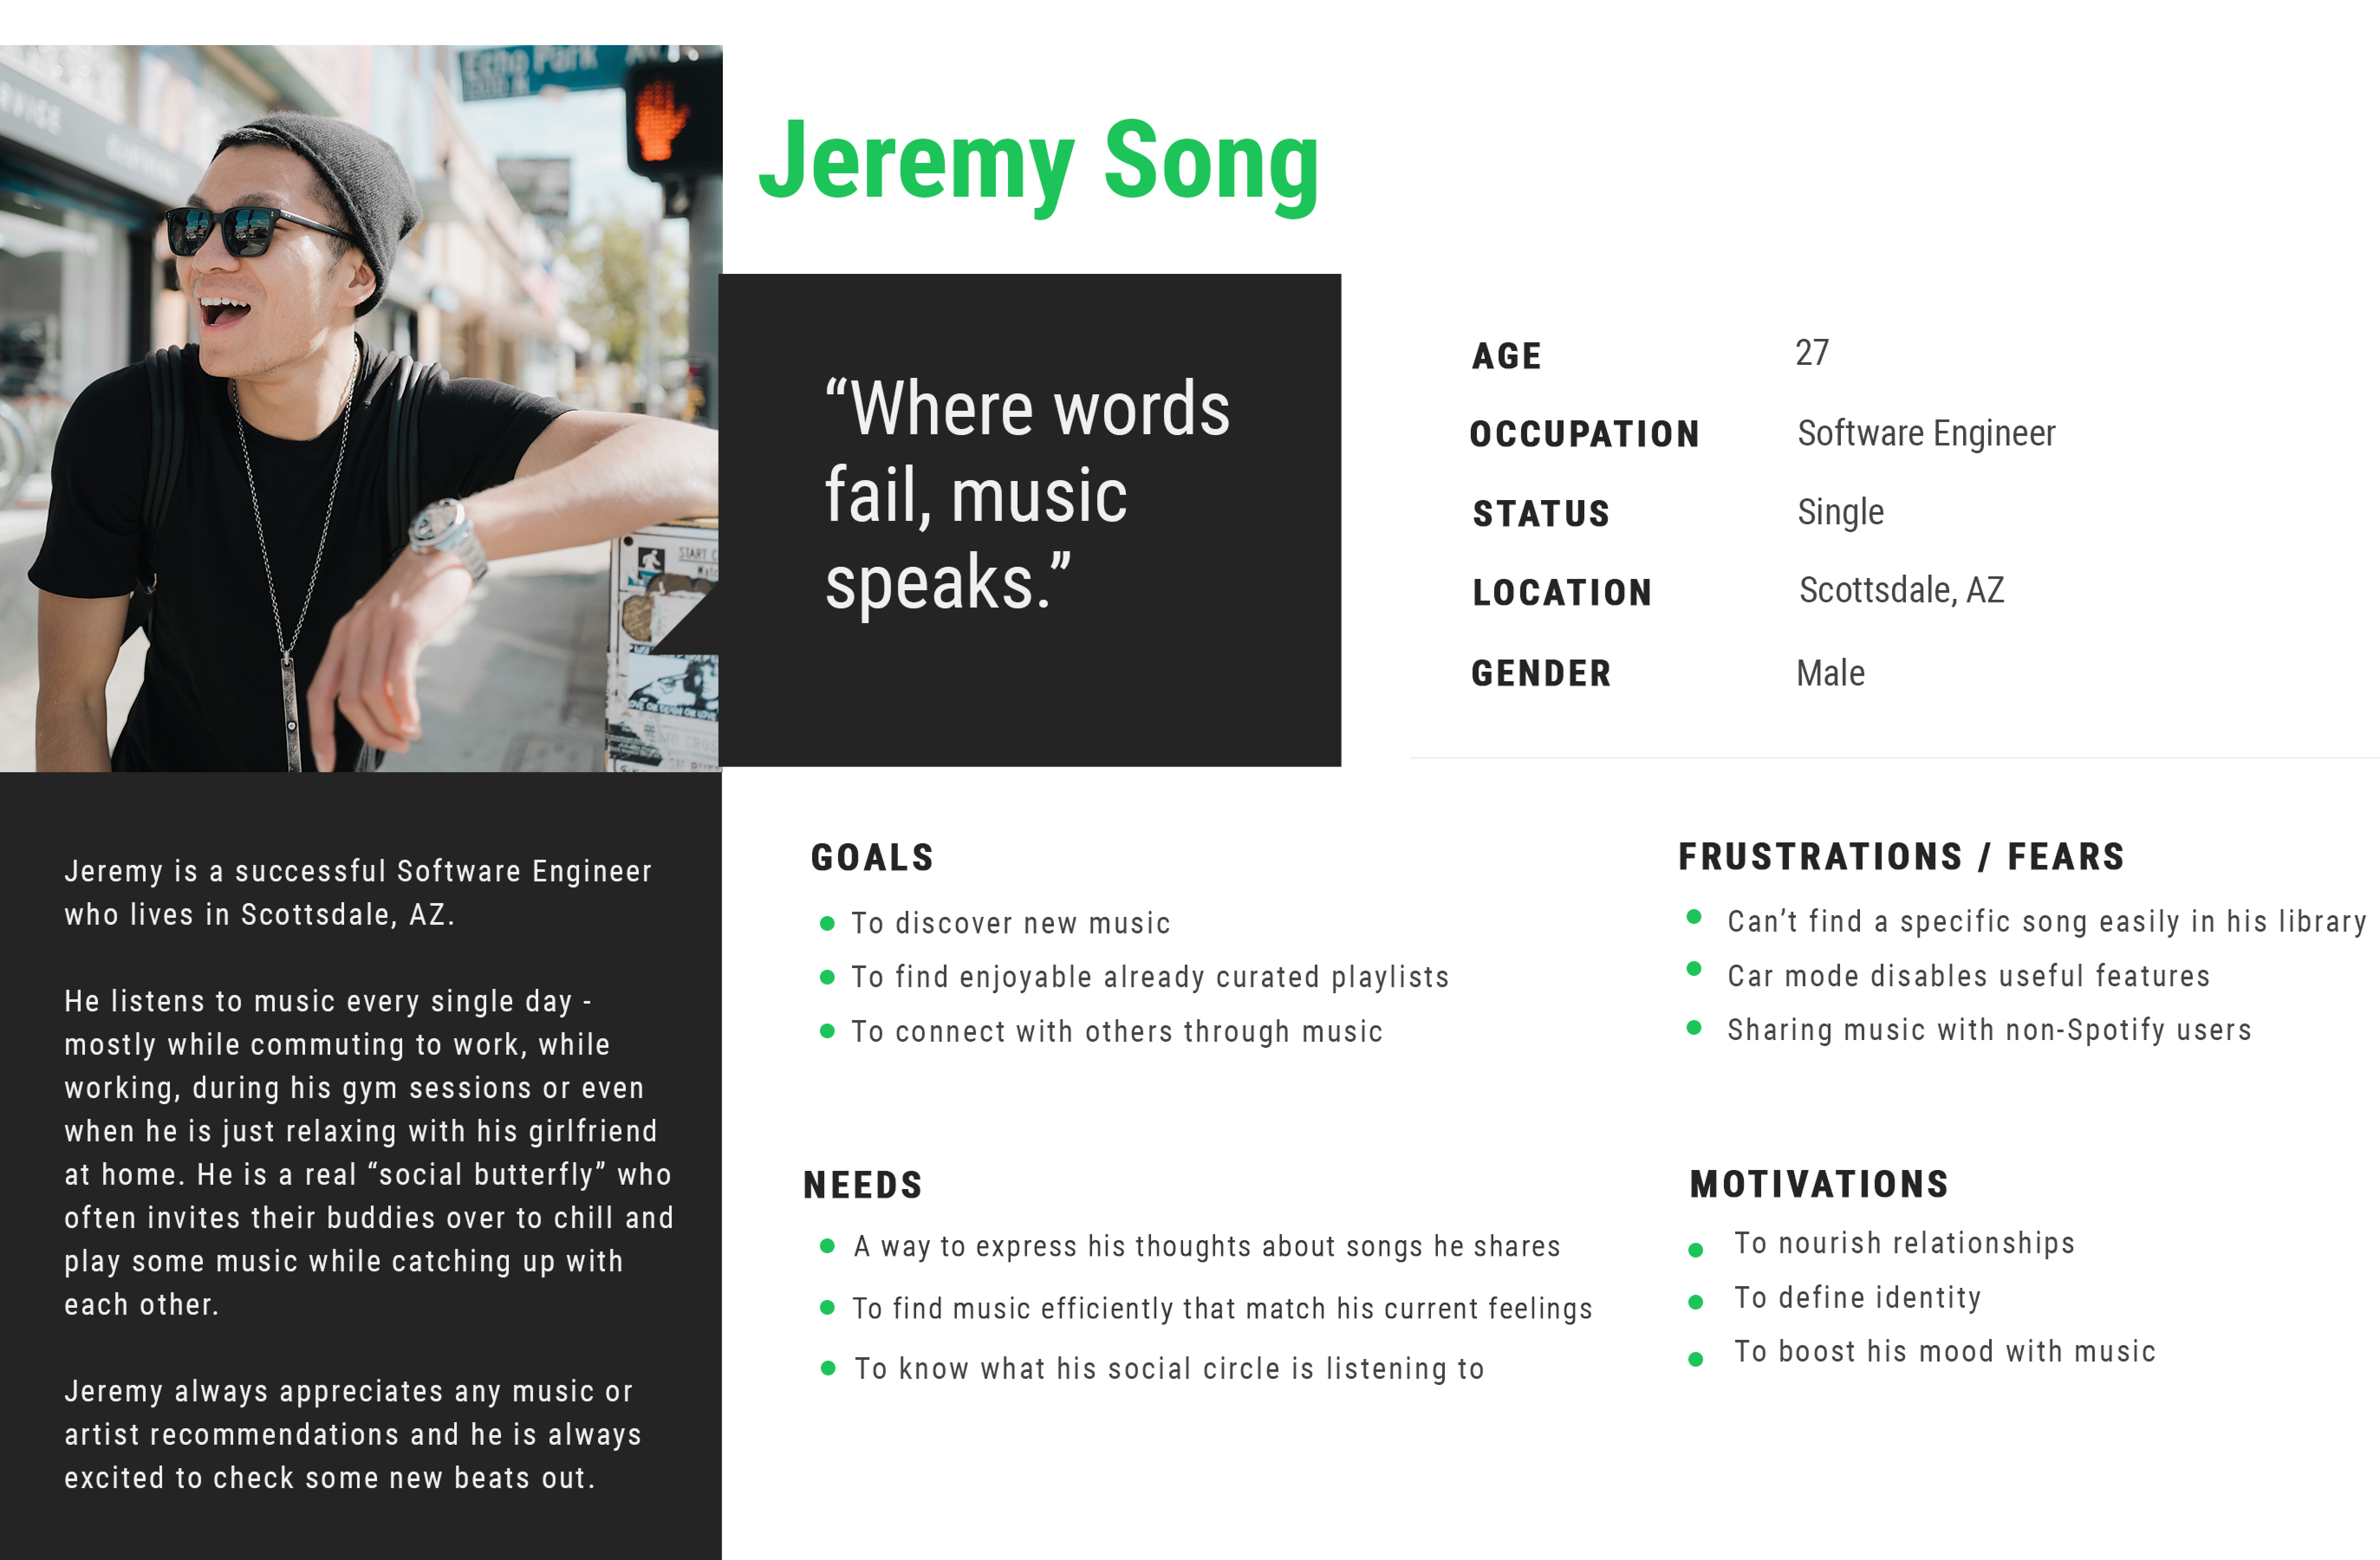 Echo Park
Jeremy Song
“Where words
fail, music
speaks.”
AGE 27
OCCUPATION Software Engineer
STATUS Single
LOCATION Scottsdale, AZ
GENDER Male
Jeremy is a successful Software Engineer
who lives in Scottsdale, AZ.
He listens to music every single day -
mostly while commuting to work, while
working, during his gym sessions or even
when he is just relaxing with his girlfriend
at home. He is a real “social butterfly” who
often invites their buddies over to chill and
play some music while catching up with
each other.
Jeremy always appreciates any music or
artist recommendations and he is always
excited to check some new beats out.
GOALS
To discover new music
To find enjoyable already curated playlists
To connect with others through music
FRUSTRATIONS / FEARS
Can’t find a specific song easily in his library
Car mode disables useful features
Sharing music with non-Spotify users
NEEDS
A way to express his thoughts about songs he shares
To find music efficiently that match his current feelings
To know what his social circle is listening to
MOTIVATIONS
To nourish relationships
To define identity
To boost his mood with music